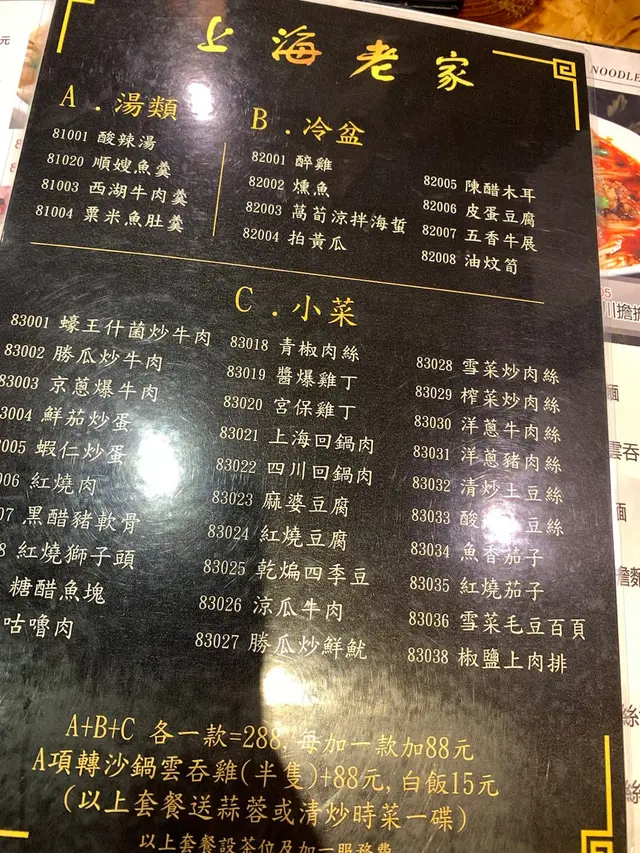 上海老家
A.湯類
81001 酸辣湯
81020 順嫂魚羹
81003 西湖牛肉羹
81004 粟米魚肚羹
B.冷盆
82001 醉雞
82002 燻魚
82003 萵筍涼拌海蜇
82004 拍黃瓜
82005 陳醋木耳
82006 皮蛋豆腐
82007 五香牛展
82008 油炆筍
C.小菜
83001 蠔王什菌炒牛肉
83002 勝瓜炒牛肉
83003 京蔥爆牛肉
3004 鮮茄炒蛋
005 蝦仁炒蛋
006 紅燒肉
07 黑醋豬軟骨
8 紅燒獅子頭
糖醋魚塊
咕嚕肉
83018 青椒肉絲
83019 醬爆雞丁
83020 宮保雞丁
83021 上海回鍋肉
83022 四川回鍋肉
83023 麻婆豆腐
83024 紅燒豆腐
83025 乾煸四季豆
83026 涼瓜牛肉
83027 勝瓜炒鮮魷
83028 雪菜炒肉絲
83029 榨菜炒肉絲
83030 洋蔥牛肉絲
83031 洋蔥豬肉絲
83032 清炒土豆絲
83033 酸 豆絲
83034 魚香茄子
83035 紅燒茄子
83036 雪菜毛豆百頁
83038 椒鹽上肉排
A+B+C 各一款=288,每加一款加88元
A項轉沙鍋雲吞雞(半隻)+88元,白飯15元
(以上套餐送蒜蓉或清炒時菜一碟)
以上套餐設茶位及加一服務費
NOODLE
川擔
麵
雲吞